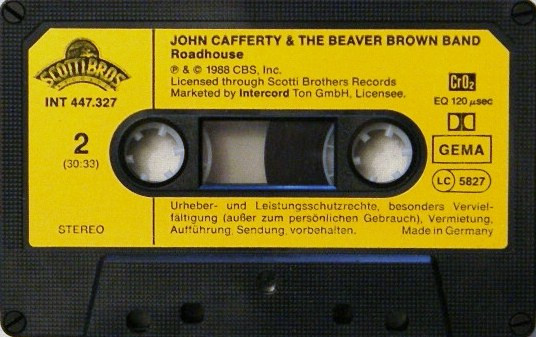 JOHN CAFFERTY & THE BEAVER BROWN BAND
Roadhouse
℗ & © 1988 CBS, Inc.
Licensed through Scotti Brothers Records
Marketed by Intercord Ton GmbH, Licensee.
SCOTTI BROS
INT 447.327
2
(30:33)
STEREO
CrO2
EQ 120 µsec
GEMA
LC 5827
Urheber- und Leistungsschutzrechte, besonders Verviel-
fältigung (außer zum persönlichen Gebrauch), Vermietung,
Aufführung, Sendung, vorbehalten. Made in Germany